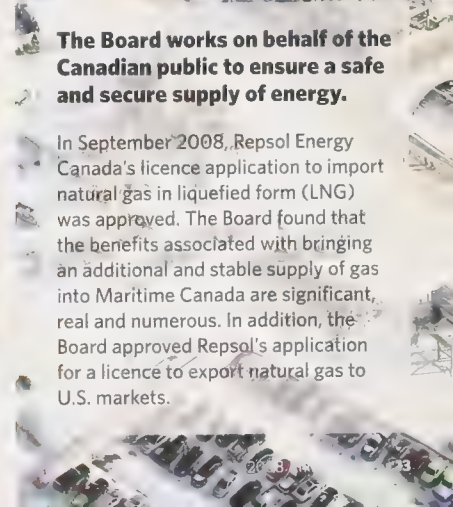 The Board works on behalf of the
Canadian public to ensure a safe
and secure supply of energy.
In September 2008, Repsol Energy
Canada's licence application to import
natural gas in liquefied form (LNG)
was approved. The Board found that
the benefits associated with bringing
an additional and stable supply of gas
into Maritime Canada are significant,
real and numerous. In addition, the
Board approved Repsol's application
for a licence to export natural gas to
U.S. markets.